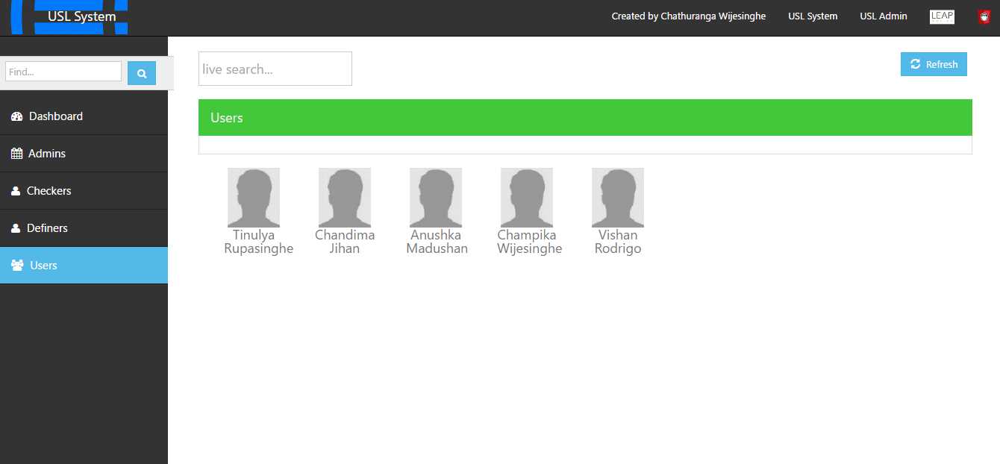 USL System
Created by Chathuranga Wijesinghe
USL System
USL Admin
LEAP
Find...
live search...
Refresh
Dashboard
Admins
Checkers
Definers
Users
Users
Tinulya
Rupasinghe
Chandima
Jihan
Anushka
Madushan
Champika
Wijesinghe
Vishan
Rodrigo